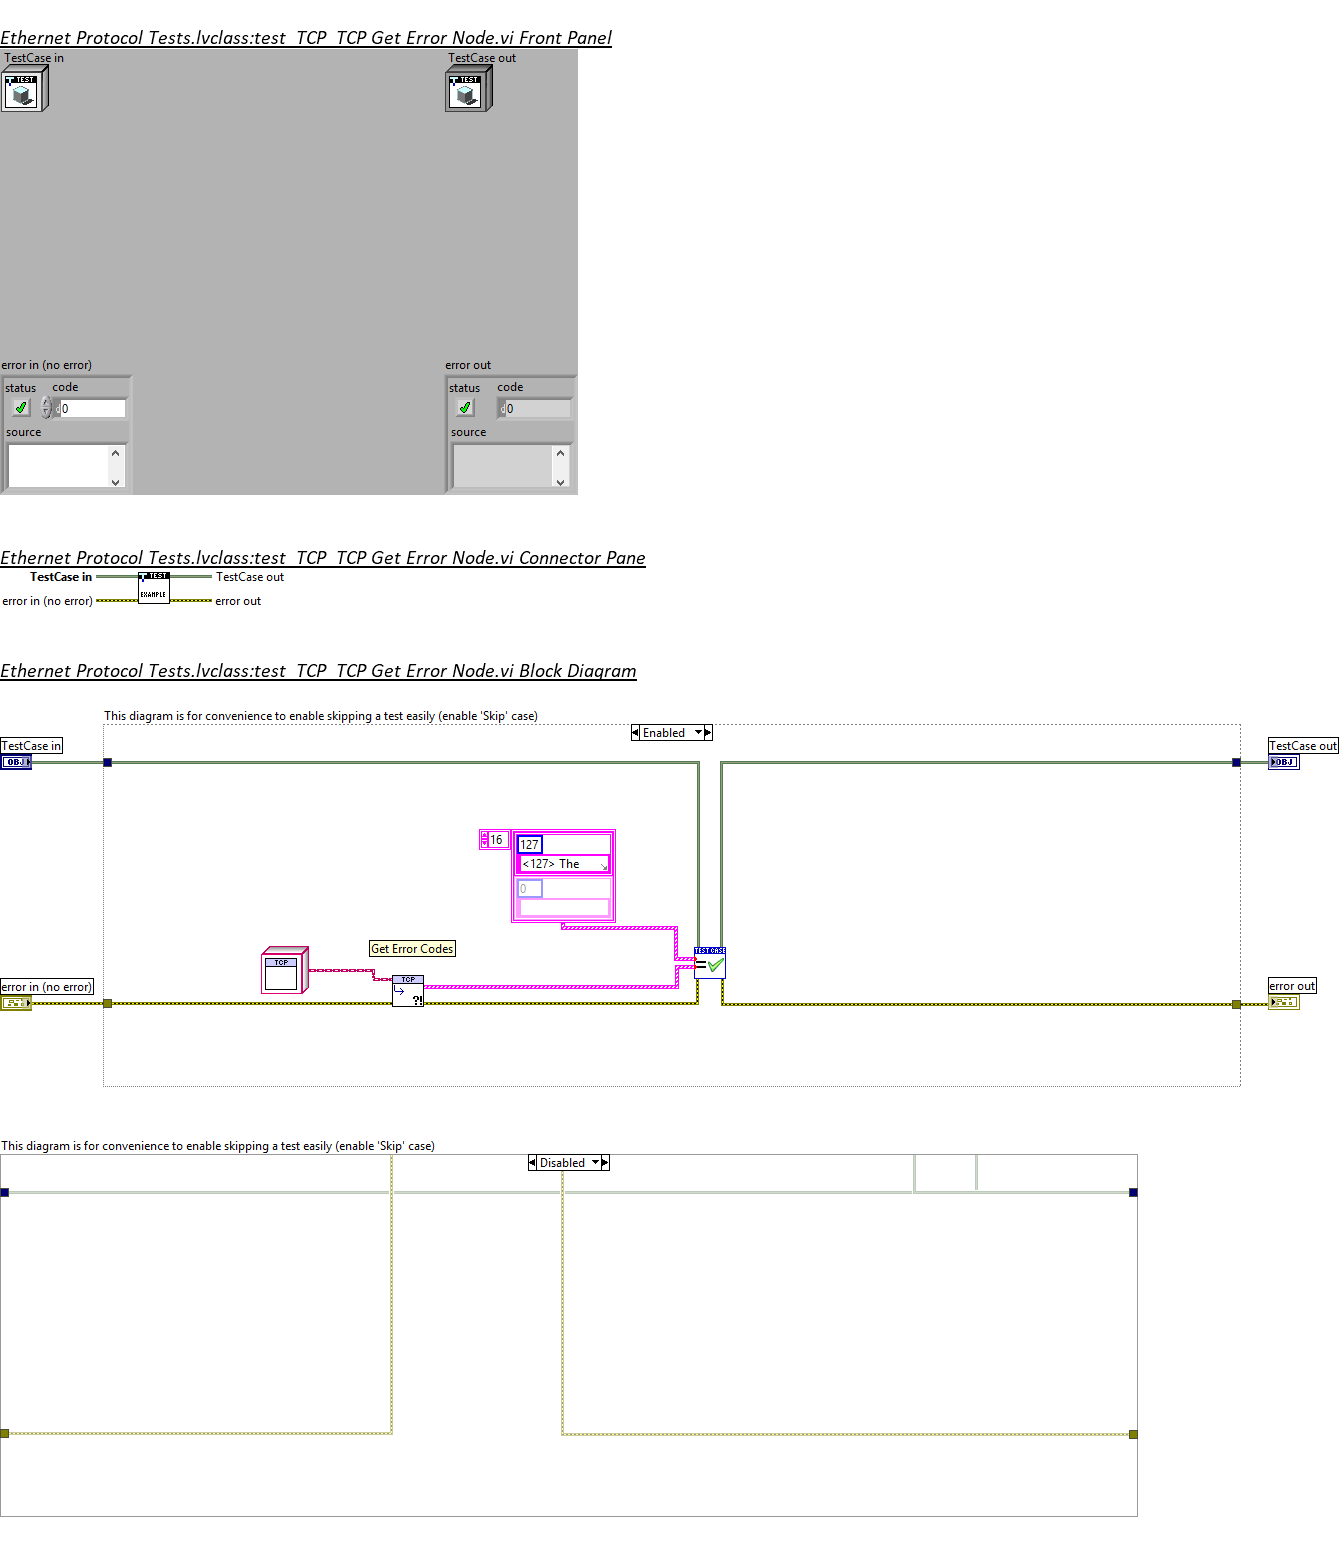 Ethernet Protocol Tests.lvclass:test_TCP_TCP Get Error Node.vi Front Panel
TestCase in
TestCase out
TEST
TEST
error in (no error)
error out
status
code
status
code
d
0
d
0
source
source
Ethernet Protocol Tests.lvclass:test_TCP_TCP Get Error Node.vi Connector Pane
TestCase in
TEST
EXAMPLE
TestCase out
error in (no error)
error out
Ethernet Protocol Tests.lvclass:test_TCP_TCP Get Error Node.vi Block Diagram
This diagram is for convenience to enable skipping a test easily (enable 'Skip' case)
Enabled
TestCase in
OBJ
TestCase out
OBJ
16
127
<127> The
0
Get Error Codes
TEST CASE
=
TCP
TCP
?!
error in (no error)
error out
This diagram is for convenience to enable skipping a test easily (enable 'Skip' case)
Disabled